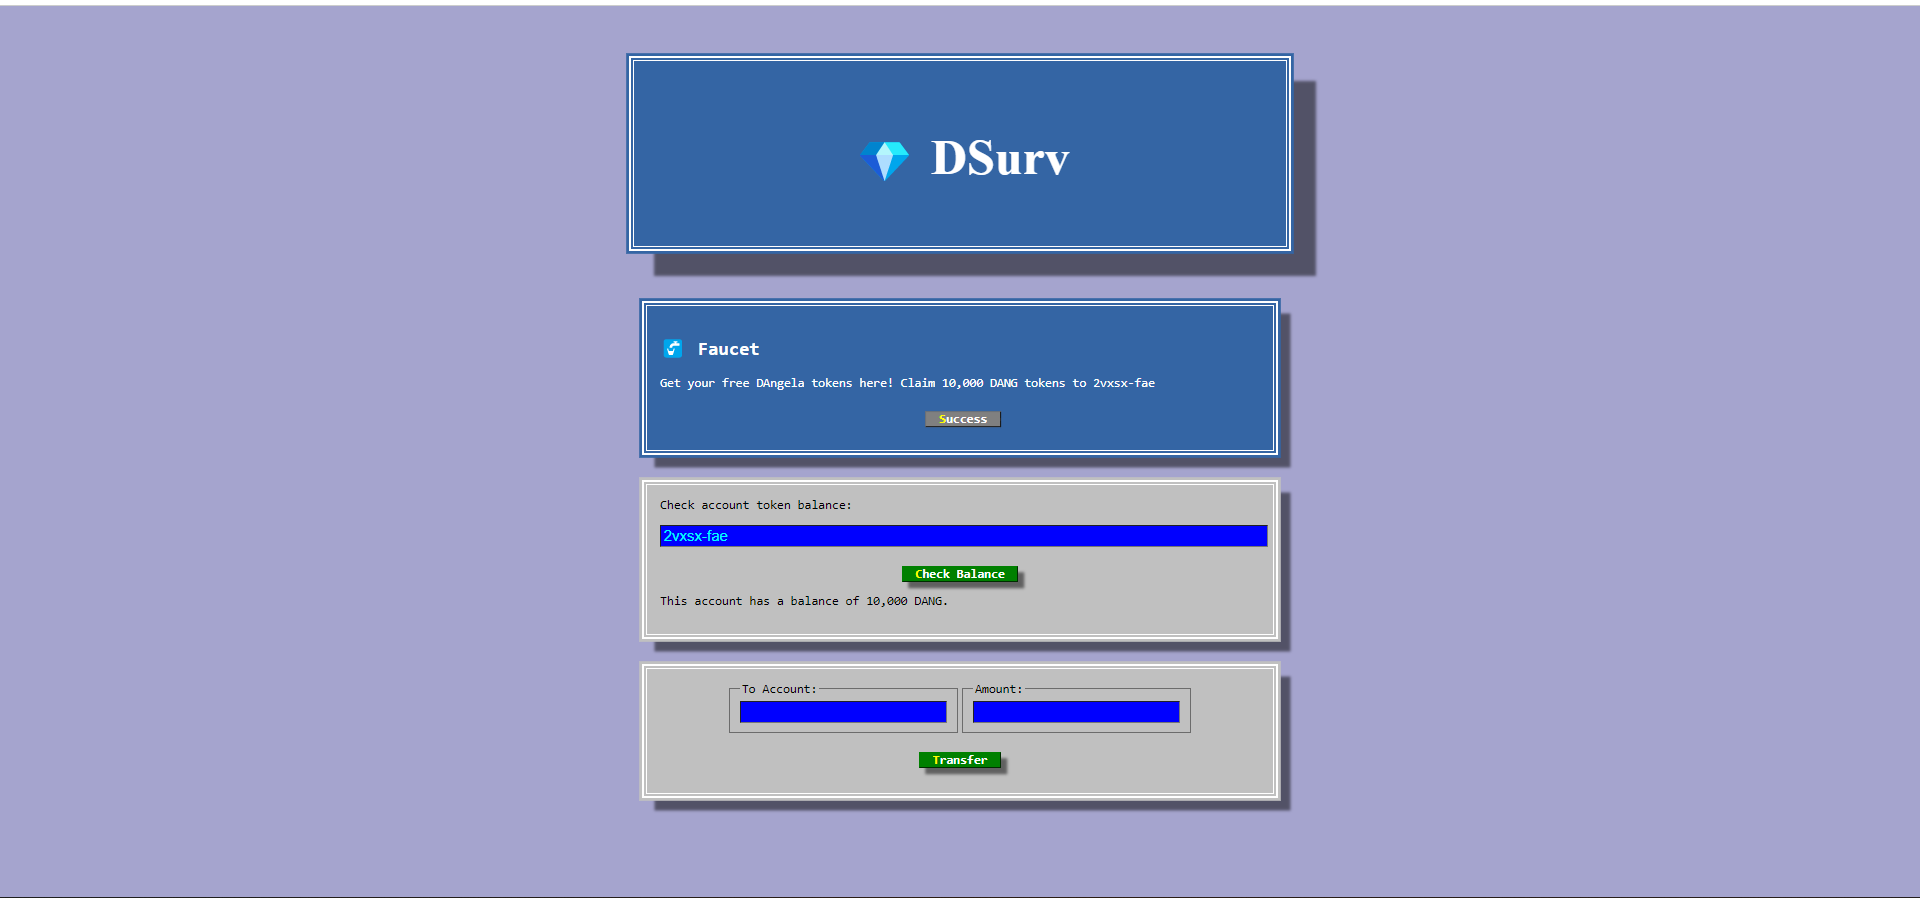 DSurv
Faucet
Get your free DAngela tokens here! Claim 10,000 DANG tokens to 2vxsx-fae
Success
Check account token balance:
2vxsx-fae
Check Balance
This account has a balance of 10,000 DANG.
To Account:
Amount:
Transfer